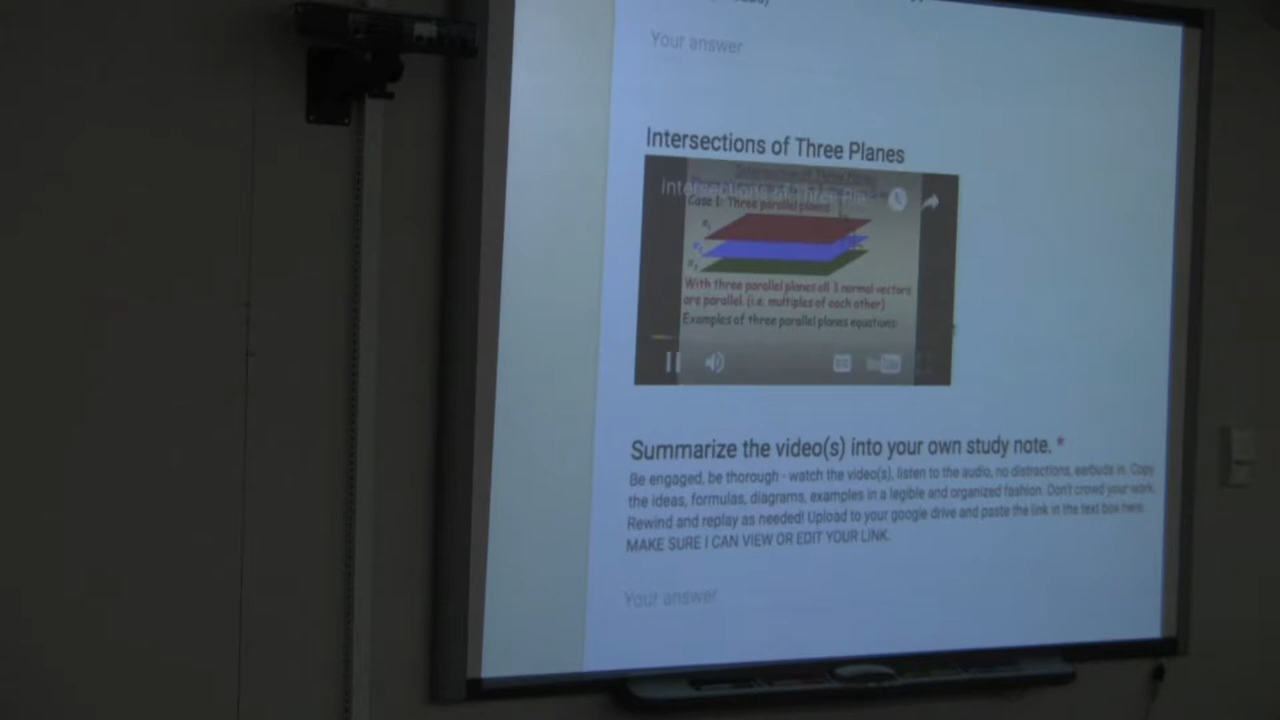 Your answer
Intersections of Three Planes
Intersections of Three Pla
Case 1: Three parallel planes
With three parallel planes all 3 normal vectors
are parallel. (i.e. multiples of each other)
Examples of three parallel planes equations:
Summarize the video(s) into your own study note. *
Be engaged, be thorough - watch the video(s), listen to the audio, no distractions, earbuds in. Copy
the ideas, formulas, diagrams, examples in a legible and organized fashion. Don't crowd your work.
Rewind and replay as needed! Upload to your google drive and paste the link in the text box here.
MAKE SURE I CAN VIEW OR EDIT YOUR LINK.
Your answer